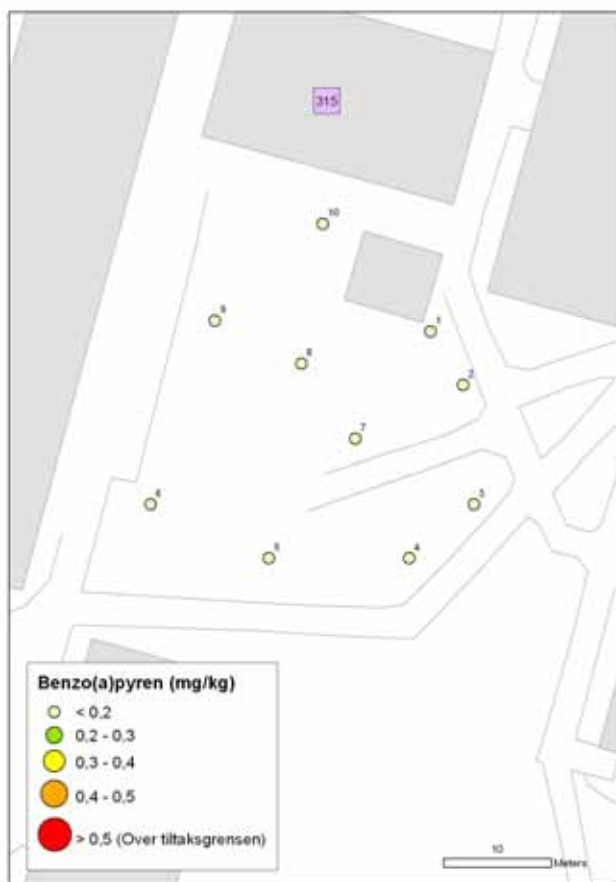 315
10
9
1
8
2
7
6
3
5
4
Benzo(a)pyren (mg/kg)
< 0,2
0,2 - 0,3
0,3 - 0,4
0,4 - 0,5
> 0,5 (Over tiltaksgrensen)
10
Meters